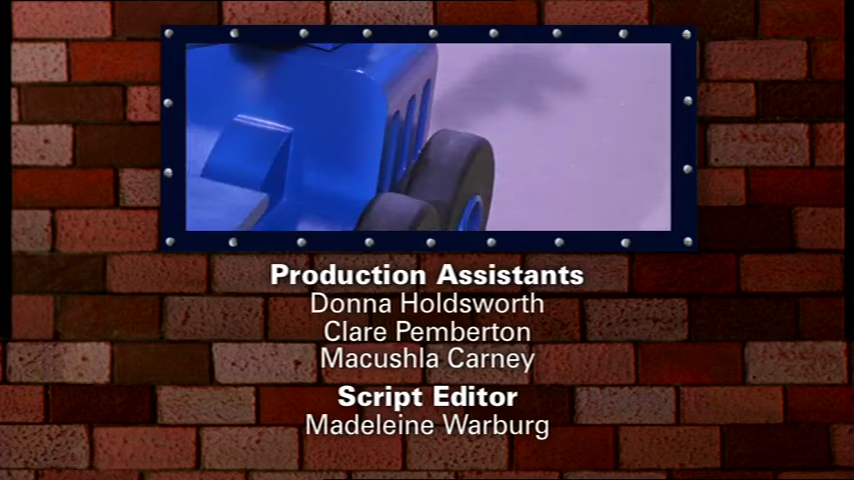 Production Assistants
Donna Holdsworth
Clare Pemberton
Macushla Carney
Script Editor
Madeleine Warburg